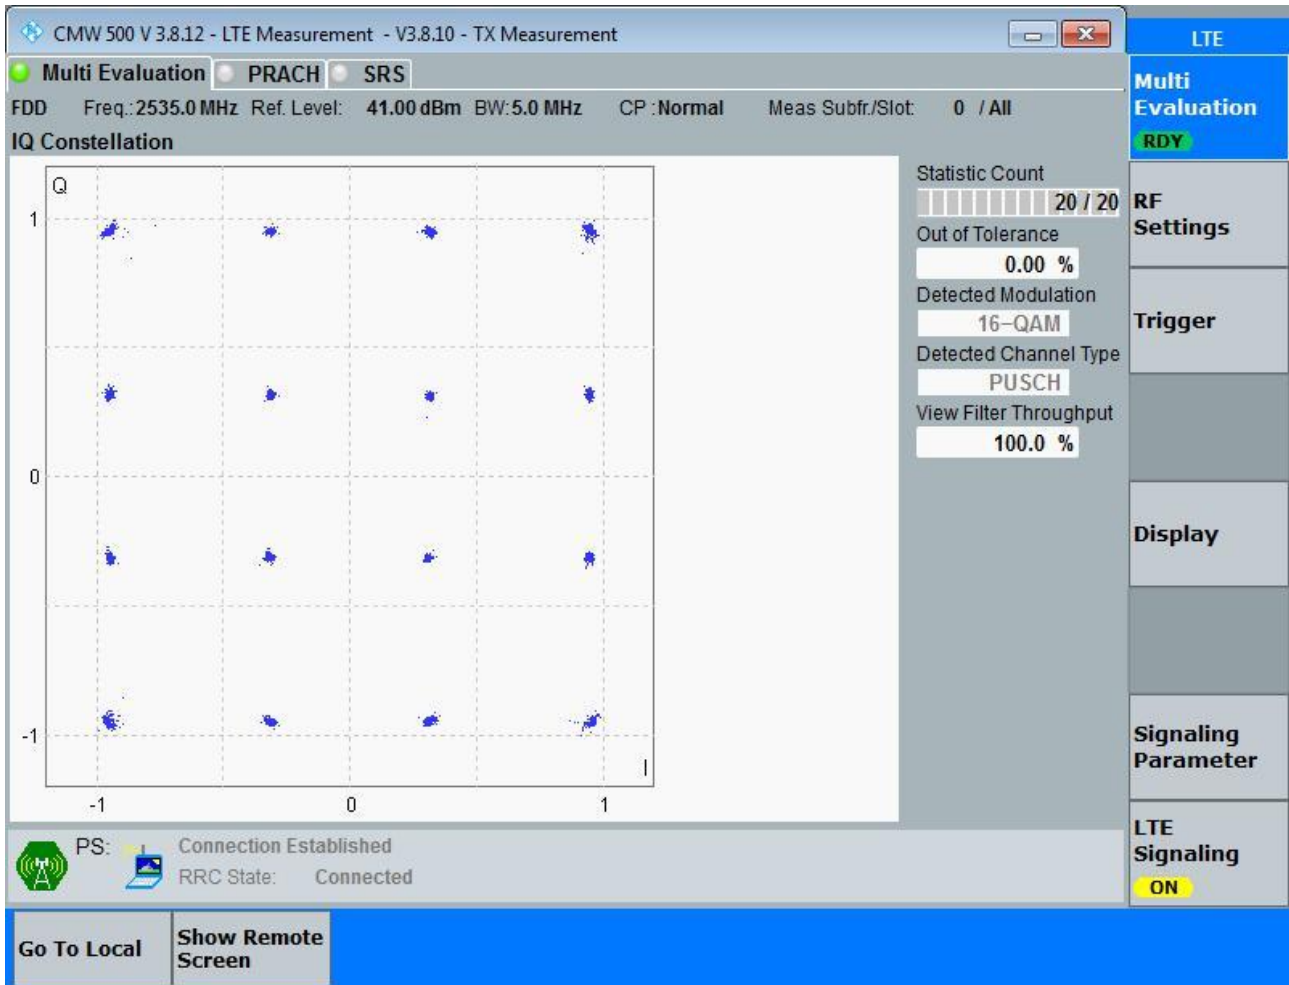 CMW 500 V 3.8.12 - LTE Measurement - V3.8.10 - TX Measurement
LTE
Multi Evaluation PRACH SRS
Multi
Evaluation
RDY
FDD Freq.: 2535.0 MHz Ref. Level: 41.00 dBm BW: 5.0 MHz CP : Normal Meas Subfr./Slot: 0 / All
IQ Constellation
Q
1
0
-1
I
-1 0 1
Statistic Count
20 / 20
Out of Tolerance
0.00 %
Detected Modulation
16-QAM
Detected Channel Type
PUSCH
View Filter Throughput
100.0 %
RF
Settings
Trigger
Display
Signaling
Parameter
LTE
Signaling
ON
PS: Connection Established
RRC State: Connected
Go To Local
Show Remote
Screen